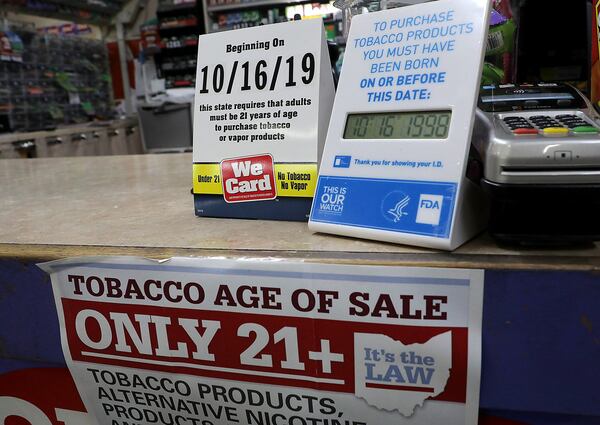 Beginning On
10/16/19
this state requires that adults
must be 21 years of age
to purchase tobacco
or vapor products
Under 21
We
Card
No Tobacco
No Vapor
TO PURCHASE
TOBACCO PRODUCTS
YOU MUST HAVE
BEEN BORN
ON OR BEFORE
THIS DATE:
10 16 1998
Thank you for showing your I.D.
THIS IS
OUR
WATCH
FDA
TOBACCO AGE OF SALE
ONLY 21+
It's the
LAW
TOBACCO PRODUCTS,
ALTERNATIVE NICOTINE